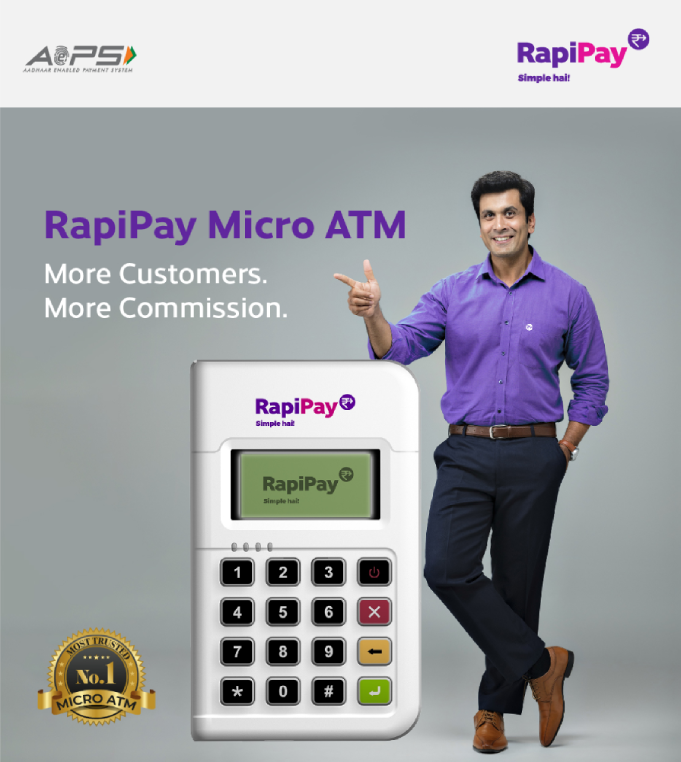 AePS
AADHAAR ENABLED PAYMENT SYSTEM
RapiPay
Simple hai!
RapiPay Micro ATM
More Customers.
More Commission.
RapiPay
Simple hai!
RapiPay
Simple hai!
1 2 3
4 5 6
7 8 9
* 0 #
MOST TRUSTED
No.1
MICRO ATM